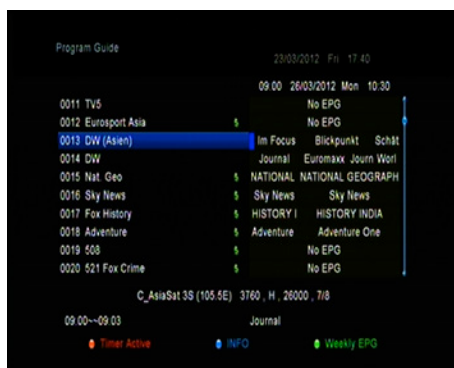 Program Guide
23/03/2012 Fri 17:40
09:00 26/03/2012 Mon 10:30
0011 TV5 No EPG
0012 Eurosport Asia $ No EPG
0013 DW (Asien) Im Focus Blickpunkt Schät
0014 DW Journal Euromaxx Journ Worl
0015 Nat. Geo $ NATIONAL NATIONAL GEOGRAPH
0016 Sky News $ Sky News Sky News
0017 Fox History $ HISTORY I HISTORY INDIA
0018 Adventure $ Adventure Adventure One
0019 508 $ No EPG
0020 521 Fox Crime $ No EPG
C_AsiaSat 3S (105.5E) 3760 , H , 26000 , 7/8
09:00~~09:03 Journal
Timer Active INFO Weekly EPG